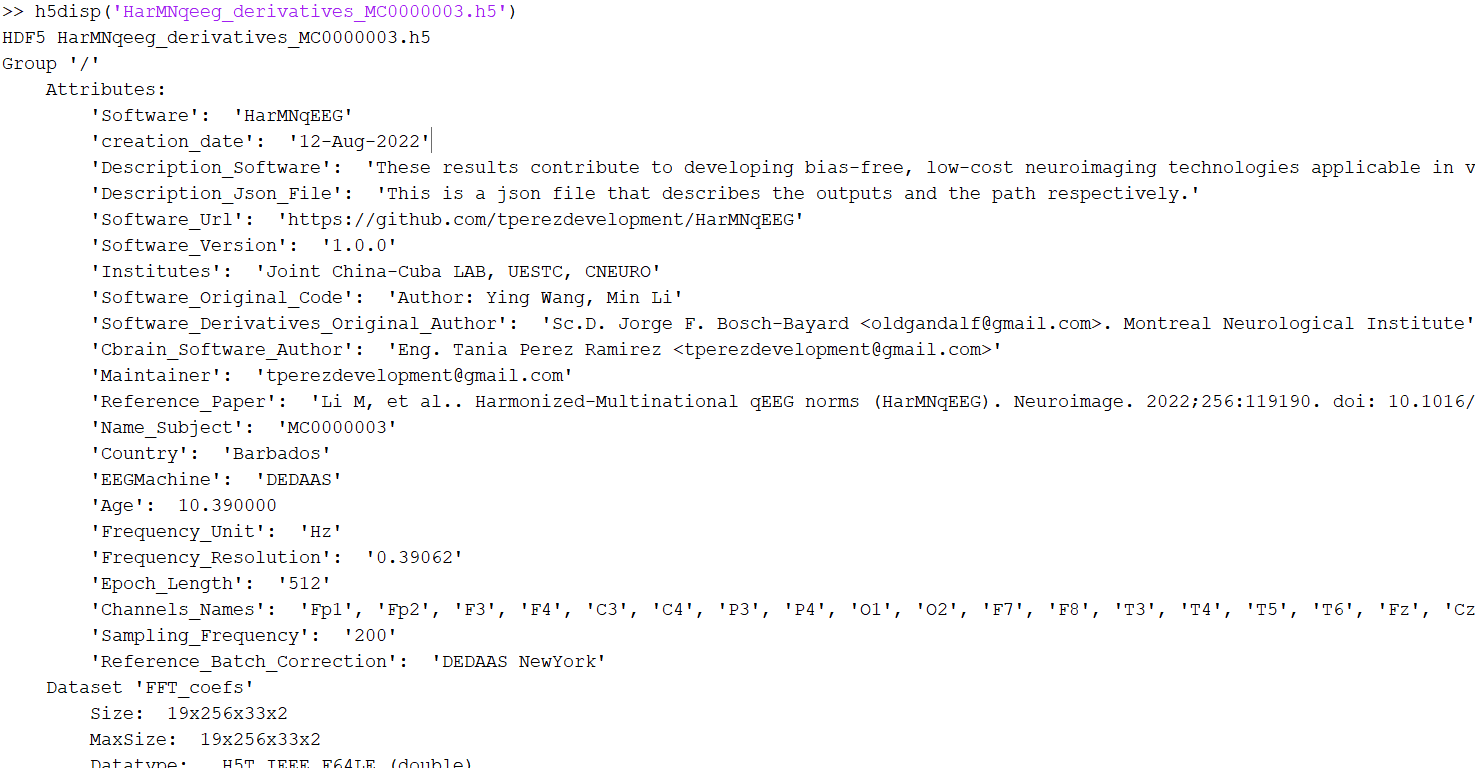 >> h5disp('HarMNqeeg_derivatives_MC0000003.h5')
HDF5 HarMNqeeg_derivatives_MC0000003.h5
Group '/'
Attributes:
'Software': 'HarMNqEEG'
'creation_date': '12-Aug-2022'
'Description_Software': 'These results contribute to developing bias-free, low-cost neuroimaging technologies applicable in v
'Description_Json_File': 'This is a json file that describes the outputs and the path respectively.'
'Software_Url': 'https://github.com/tperezdevelopment/HarMNqEEG'
'Software_Version': '1.0.0'
'Institutes': 'Joint China-Cuba LAB, UESTC, CNEURO'
'Software_Original_Code': 'Author: Ying Wang, Min Li'
'Software_Derivatives_Original_Author': 'Sc.D. Jorge F. Bosch-Bayard <oldgandalf@gmail.com>. Montreal Neurological Institute'
'Cbrain_Software_Author': 'Eng. Tania Perez Ramirez <tperezdevelopment@gmail.com>'
'Maintainer': 'tperezdevelopment@gmail.com'
'Reference_Paper': 'Li M, et al.. Harmonized-Multinational qEEG norms (HarMNqEEG). Neuroimage. 2022;256:119190. doi: 10.1016/
'Name_Subject': 'MC0000003'
'Country': 'Barbados'
'EEGMachine': 'DEDAAS'
'Age': 10.390000
'Frequency_Unit': 'Hz'
'Frequency_Resolution': '0.39062'
'Epoch_Length': '512'
'Channels_Names': 'Fp1', 'Fp2', 'F3', 'F4', 'C3', 'C4', 'P3', 'P4', 'O1', 'O2', 'F7', 'F8', 'T3', 'T4', 'T5', 'T6', 'Fz', 'Cz
'Sampling_Frequency': '200'
'Reference_Batch_Correction': 'DEDAAS NewYork'
Dataset 'FFT_coefs'
Size: 19x256x33x2
MaxSize: 19x256x33x2
Datatype: H5T_IEEE_F64LE (double)